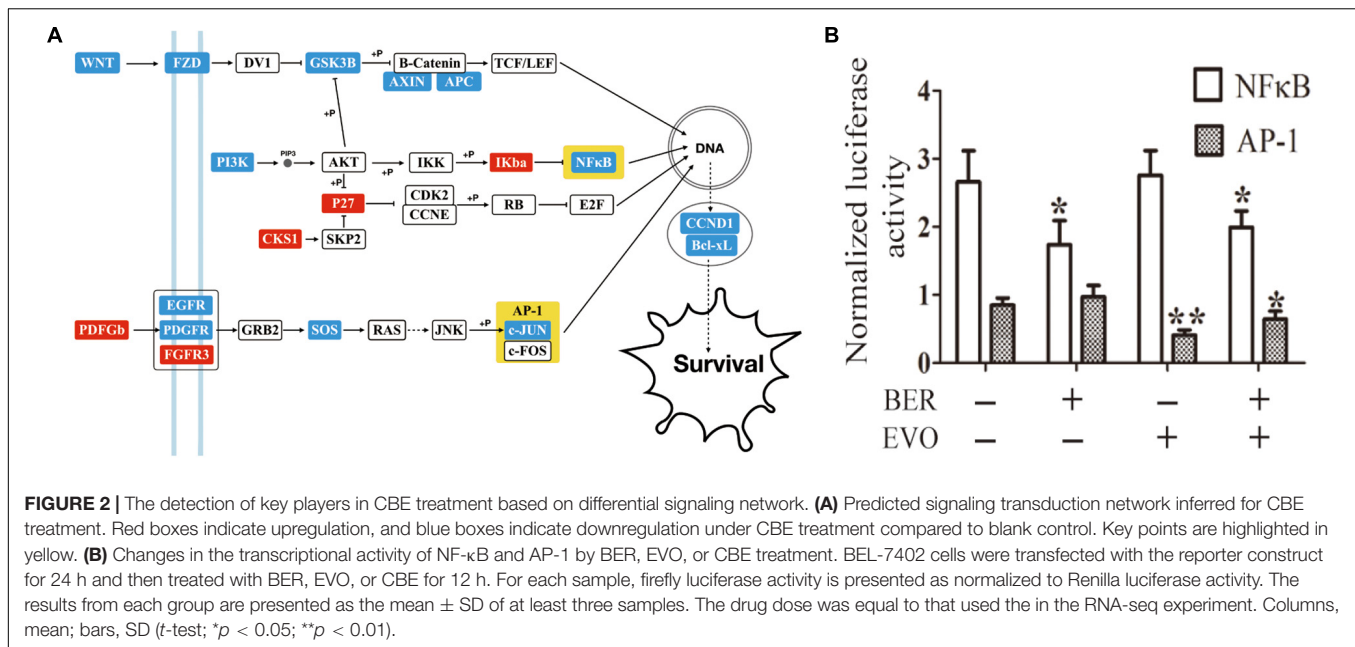 A
WNT FZD DV1 GSK3B +P B-Catenin TCF/LEF
AXIN APC
+P
DNA
PI3K PIP3 AKT +P IKK +P IKba NFκB
+P
P27 CDK2 +P RB E2F
CCNE
CKS1 SKP2
CCND1
Bcl-xL
EGFR
PDFGb PDGFR GRB2 SOS RAS JNK +P AP-1
FGFR3 c-JUN
c-FOS
Survival
B
Normalized luciferase
activity
4
3
2
1
0
NFκB
AP-1
*
*
**
*
BER − + − +
EVO − − + +
FIGURE 2 | The detection of key players in CBE treatment based on differential signaling network. (A) Predicted signaling transduction network inferred for CBE
treatment. Red boxes indicate upregulation, and blue boxes indicate downregulation under CBE treatment compared to blank control. Key points are highlighted in
yellow. (B) Changes in the transcriptional activity of NF-κB and AP-1 by BER, EVO, or CBE treatment. BEL-7402 cells were transfected with the reporter construct
for 24 h and then treated with BER, EVO, or CBE for 12 h. For each sample, firefly luciferase activity is presented as normalized to Renilla luciferase activity. The
results from each group are presented as the mean ± SD of at least three samples. The drug dose was equal to that used the in the RNA-seq experiment. Columns,
mean; bars, SD (t-test; *p < 0.05; **p < 0.01).